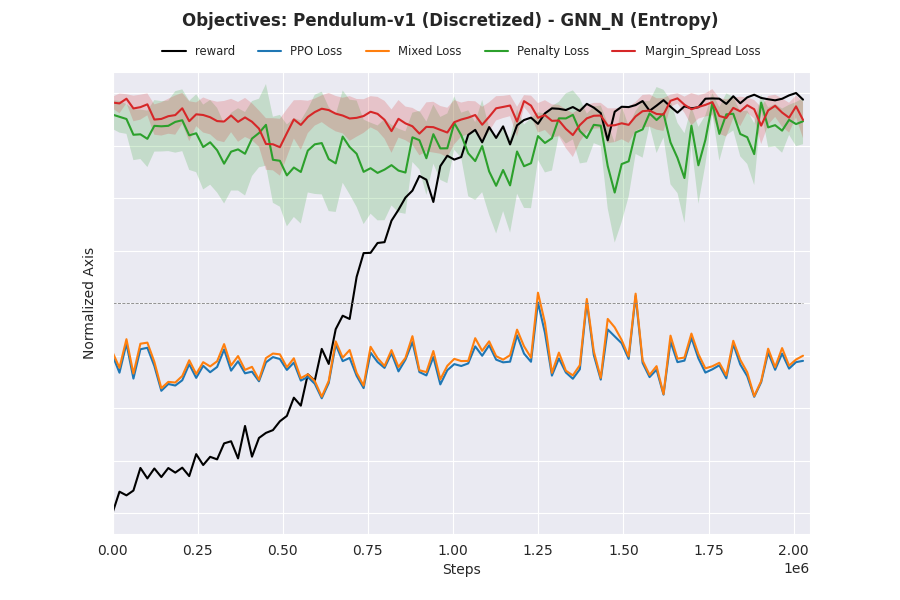 Objectives: Pendulum-v1 (Discretized) - GNN_N (Entropy)
reward PPO Loss Mixed Loss Penalty Loss Margin_Spread Loss
Normalized Axis
0.00 0.25 0.50 0.75 1.00 1.25 1.50 1.75 2.00
Steps
1e6